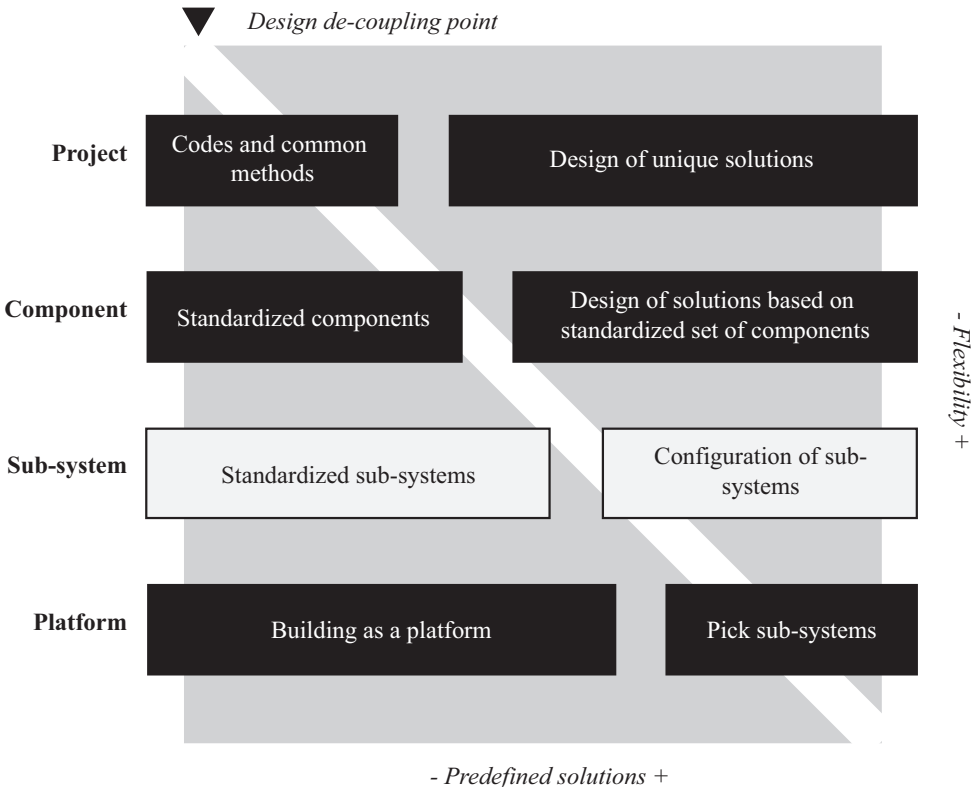 Design de-coupling point
Project
Codes and common
methods
Design of unique solutions
Component
Standardized components
Design of solutions based on
standardized set of components
- Flexibility +
Sub-system
Standardized sub-systems
Configuration of sub-
systems
Platform
Building as a platform
Pick sub-systems
- Predefined solutions +